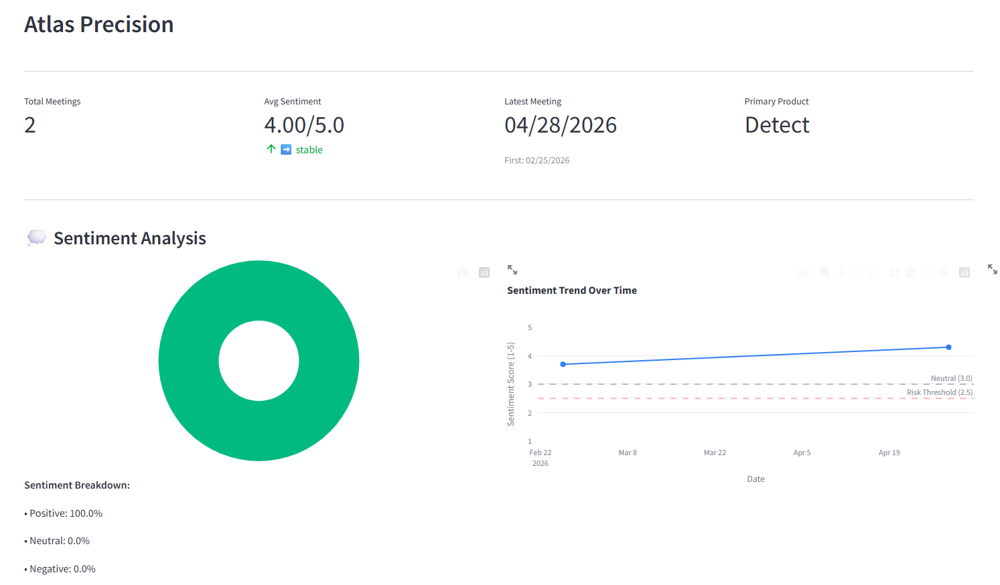 Atlas Precision
Total Meetings
2
Avg Sentiment
4.00/5.0
↑ ➡️ stable
Latest Meeting
04/28/2026
First: 02/25/2026
Primary Product
Detect
💭 Sentiment Analysis
Sentiment Breakdown:
• Positive: 100.0%
• Neutral: 0.0%
• Negative: 0.0%
Sentiment Trend Over Time
Sentiment Score (1-5)
5
4
3
2
1
Neutral (3.0)
Risk Threshold (2.5)
Feb 22
2026
Mar 8
Mar 22
Apr 5
Apr 19
Date